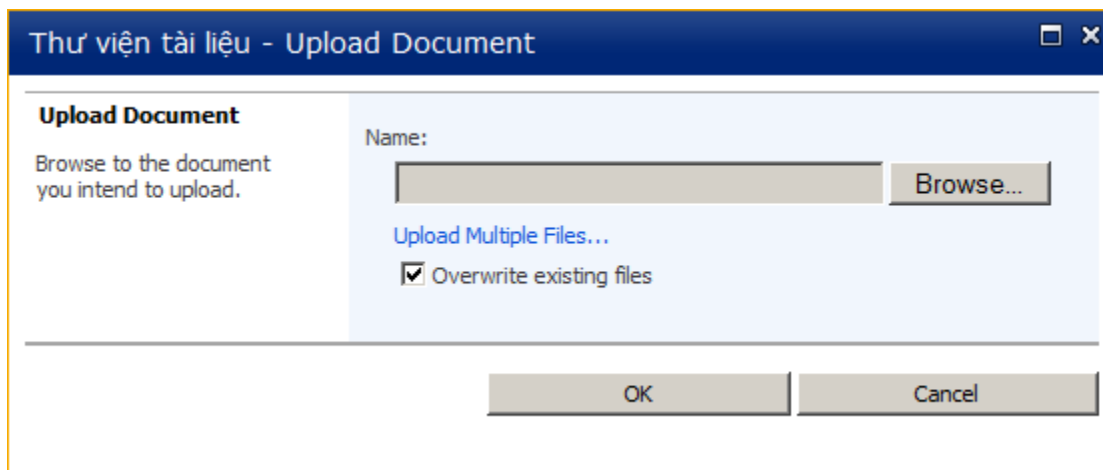 Thư viện tài liệu - Upload Document
Upload Document
Browse to the document
you intend to upload.
Name:
Browse...
Upload Multiple Files...
Overwrite existing files
OK
Cancel